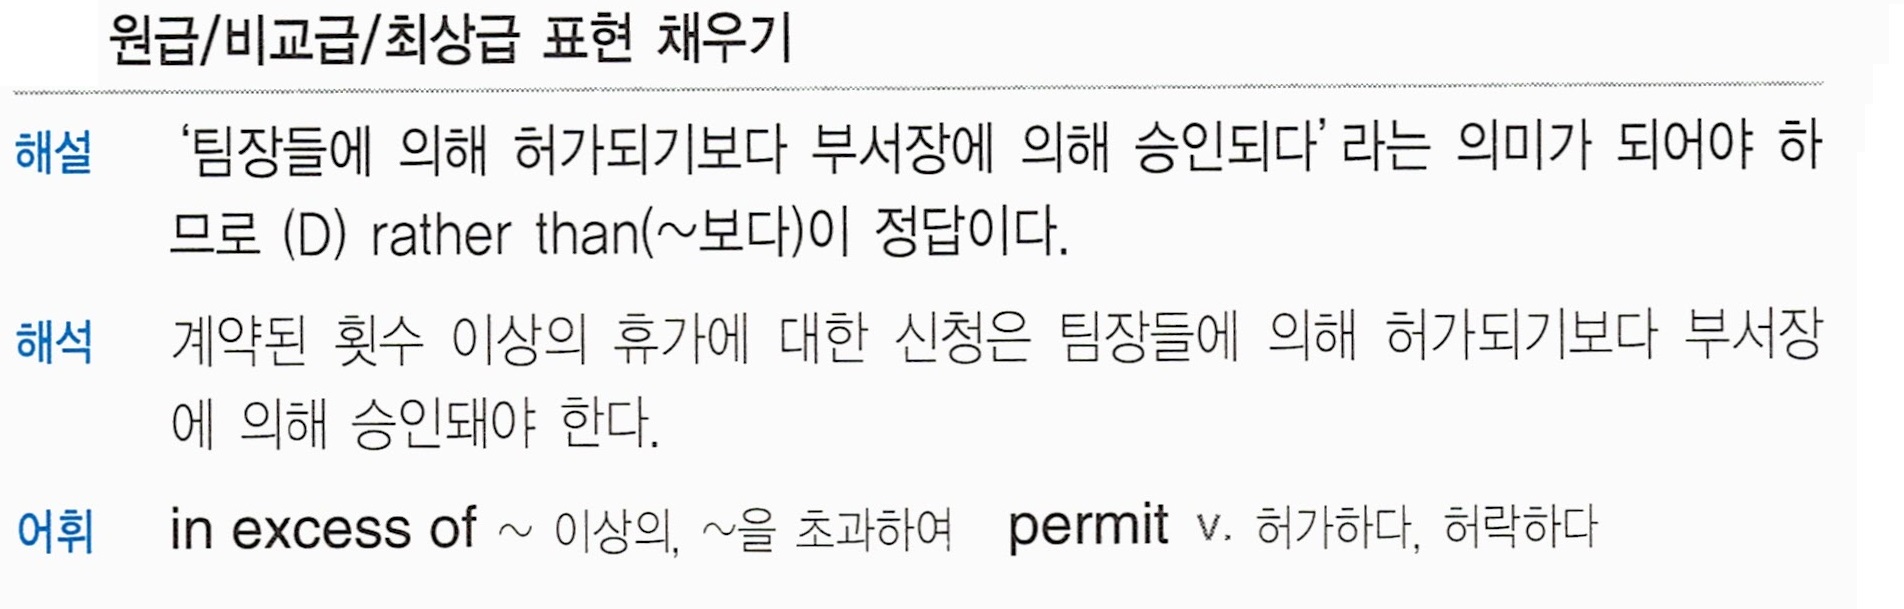 원급/비교급/최상급 표현 채우기
해설 ‘팀장들에 의해 허가되기보다 부서장에 의해 승인되다’라는 의미가 되어야 하
므로 (D) rather than(~보다)이 정답이다.
해석 계약된 횟수 이상의 휴가에 대한 신청은 팀장들에 의해 허가되기보다 부서장
에 의해 승인돼야 한다.
어휘 in excess of ~ 이상의, ~을 초과하여 permit v. 허가하다, 허락하다